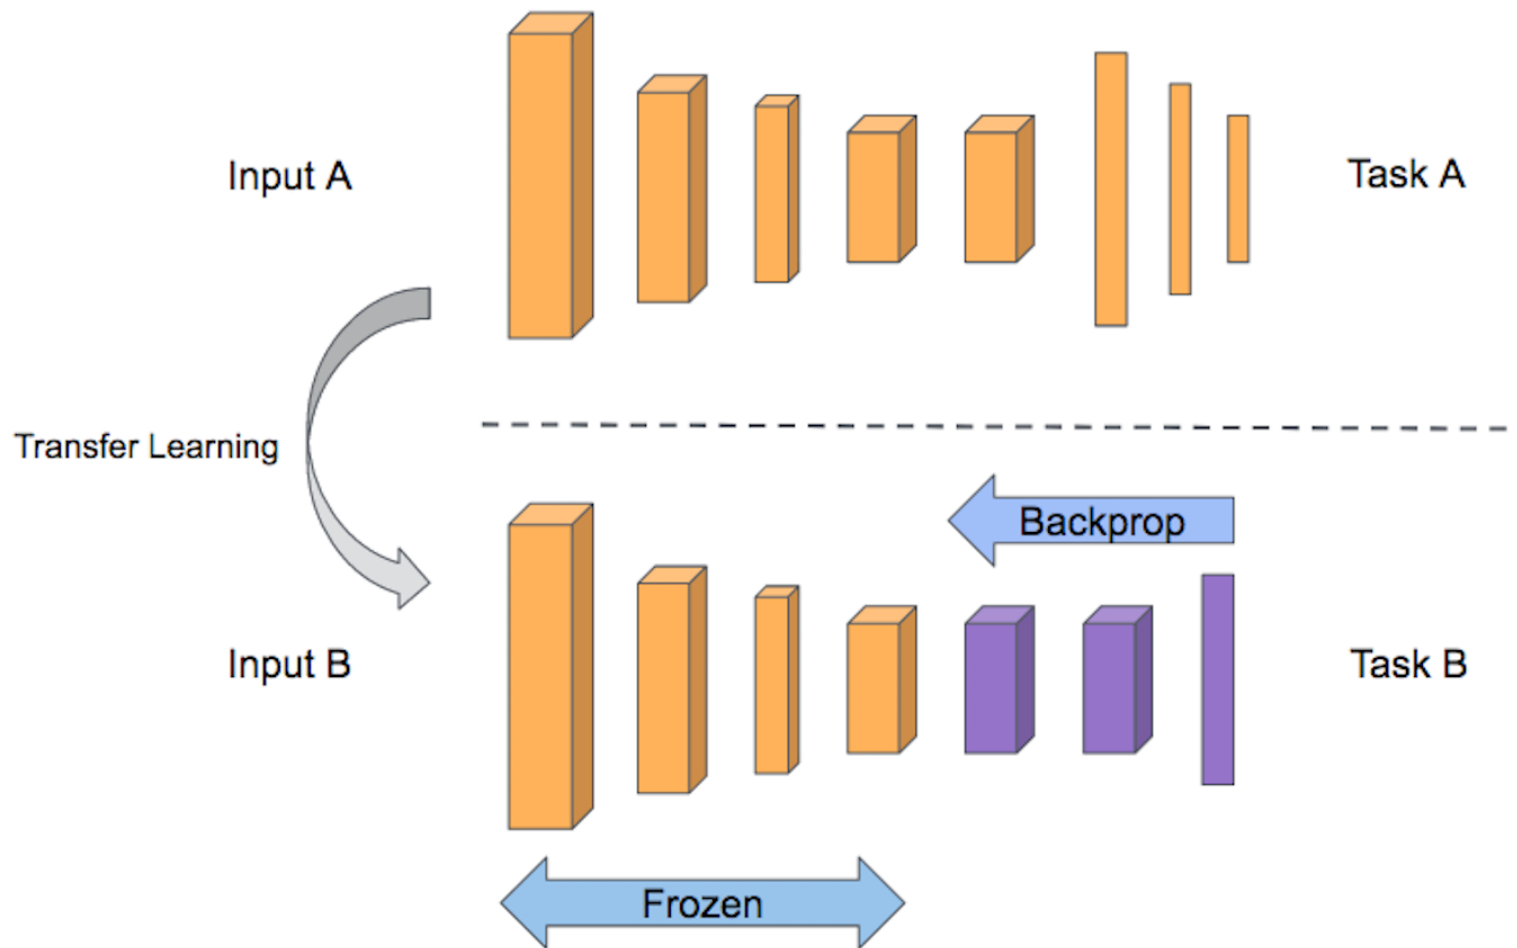 Input A
Task A
Transfer Learning
Backprop
Input B
Task B
Frozen